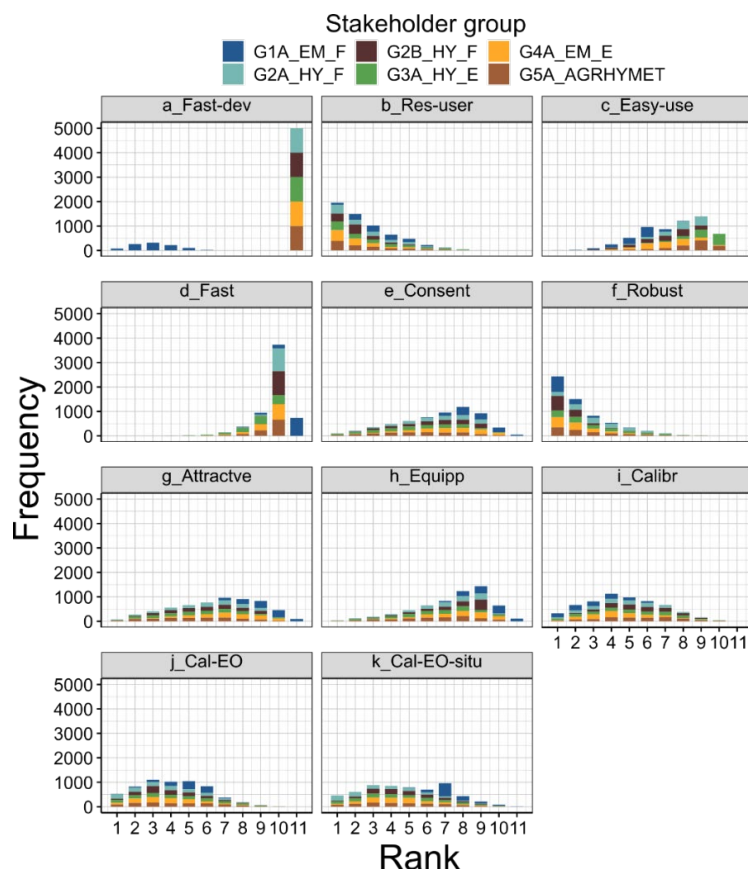 Stakeholder group
G1A_EM_F G2B_HY_F G4A_EM_E
G2A_HY_F G3A_HY_E G5A_AGRHYMET
a_Fast-dev b_Res-user c_Easy-use
5000
4000
3000
2000
1000
0
d_Fast e_Consent f_Robust
5000
4000
3000
2000
1000
0
Frequency
g_Attractve h_Equipp i_Calibr
5000
4000
3000
2000
1000
0
1 2 3 4 5 6 7 8 9 10 11
j_Cal-EO k_Cal-EO-situ
5000
4000
3000
2000
1000
0
1 2 3 4 5 6 7 8 9 10 11 1 2 3 4 5 6 7 8 9 10 11
Rank